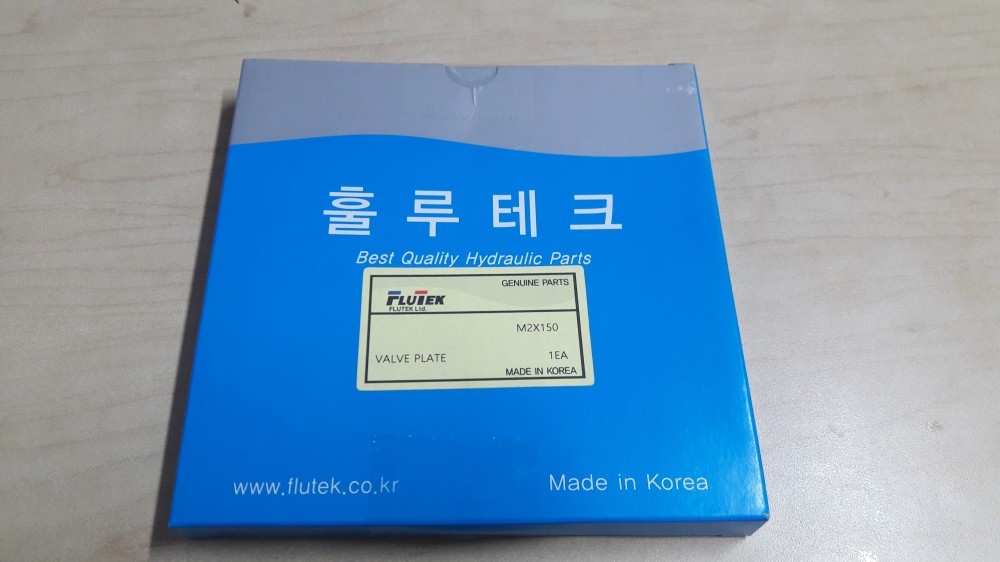 훌루테크
Best Quality Hydraulic Parts
GENUINE PARTS
FLUTEK
FLUTEK Ltd.
M2X150
VALVE PLATE 1EA
MADE IN KOREA
www.flutek.co.kr Made in Korea